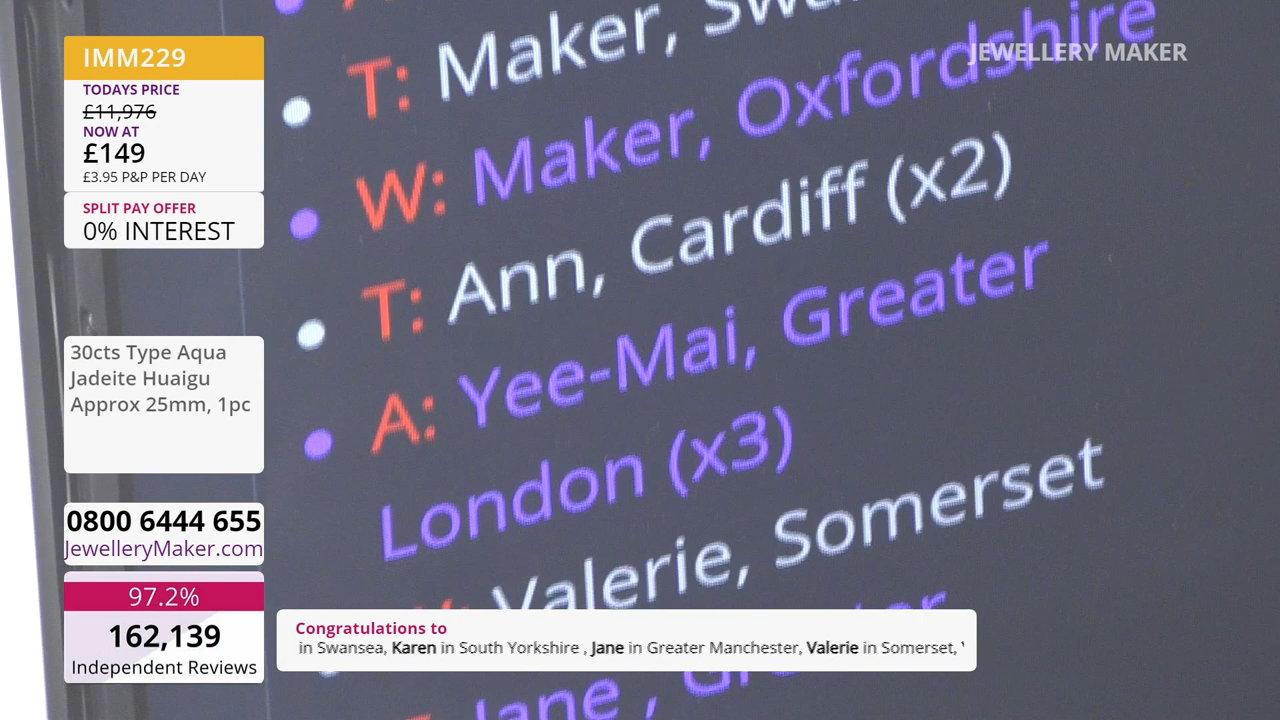 IMM229
TODAYS PRICE
£11,976
NOW AT
£149
£3.95 P&P PER DAY
SPLIT PAY OFFER
0% INTEREST
30cts Type Aqua
Jadeite Huaigu
Approx 25mm, 1pc
0800 6444 655
JewelleryMaker.com
97.2%
162,139
Independent Reviews
JEWELLERY MAKER
T: Maker,
W: Maker, Oxfordshire
T: Ann, Cardiff (x2)
A: Yee-Mai, Greater
London (x3)
Valerie, Somerset
Jane,
Congratulations to
in Swansea, Karen in South Yorkshire , Jane in Greater Manchester, Valerie in Somerset,